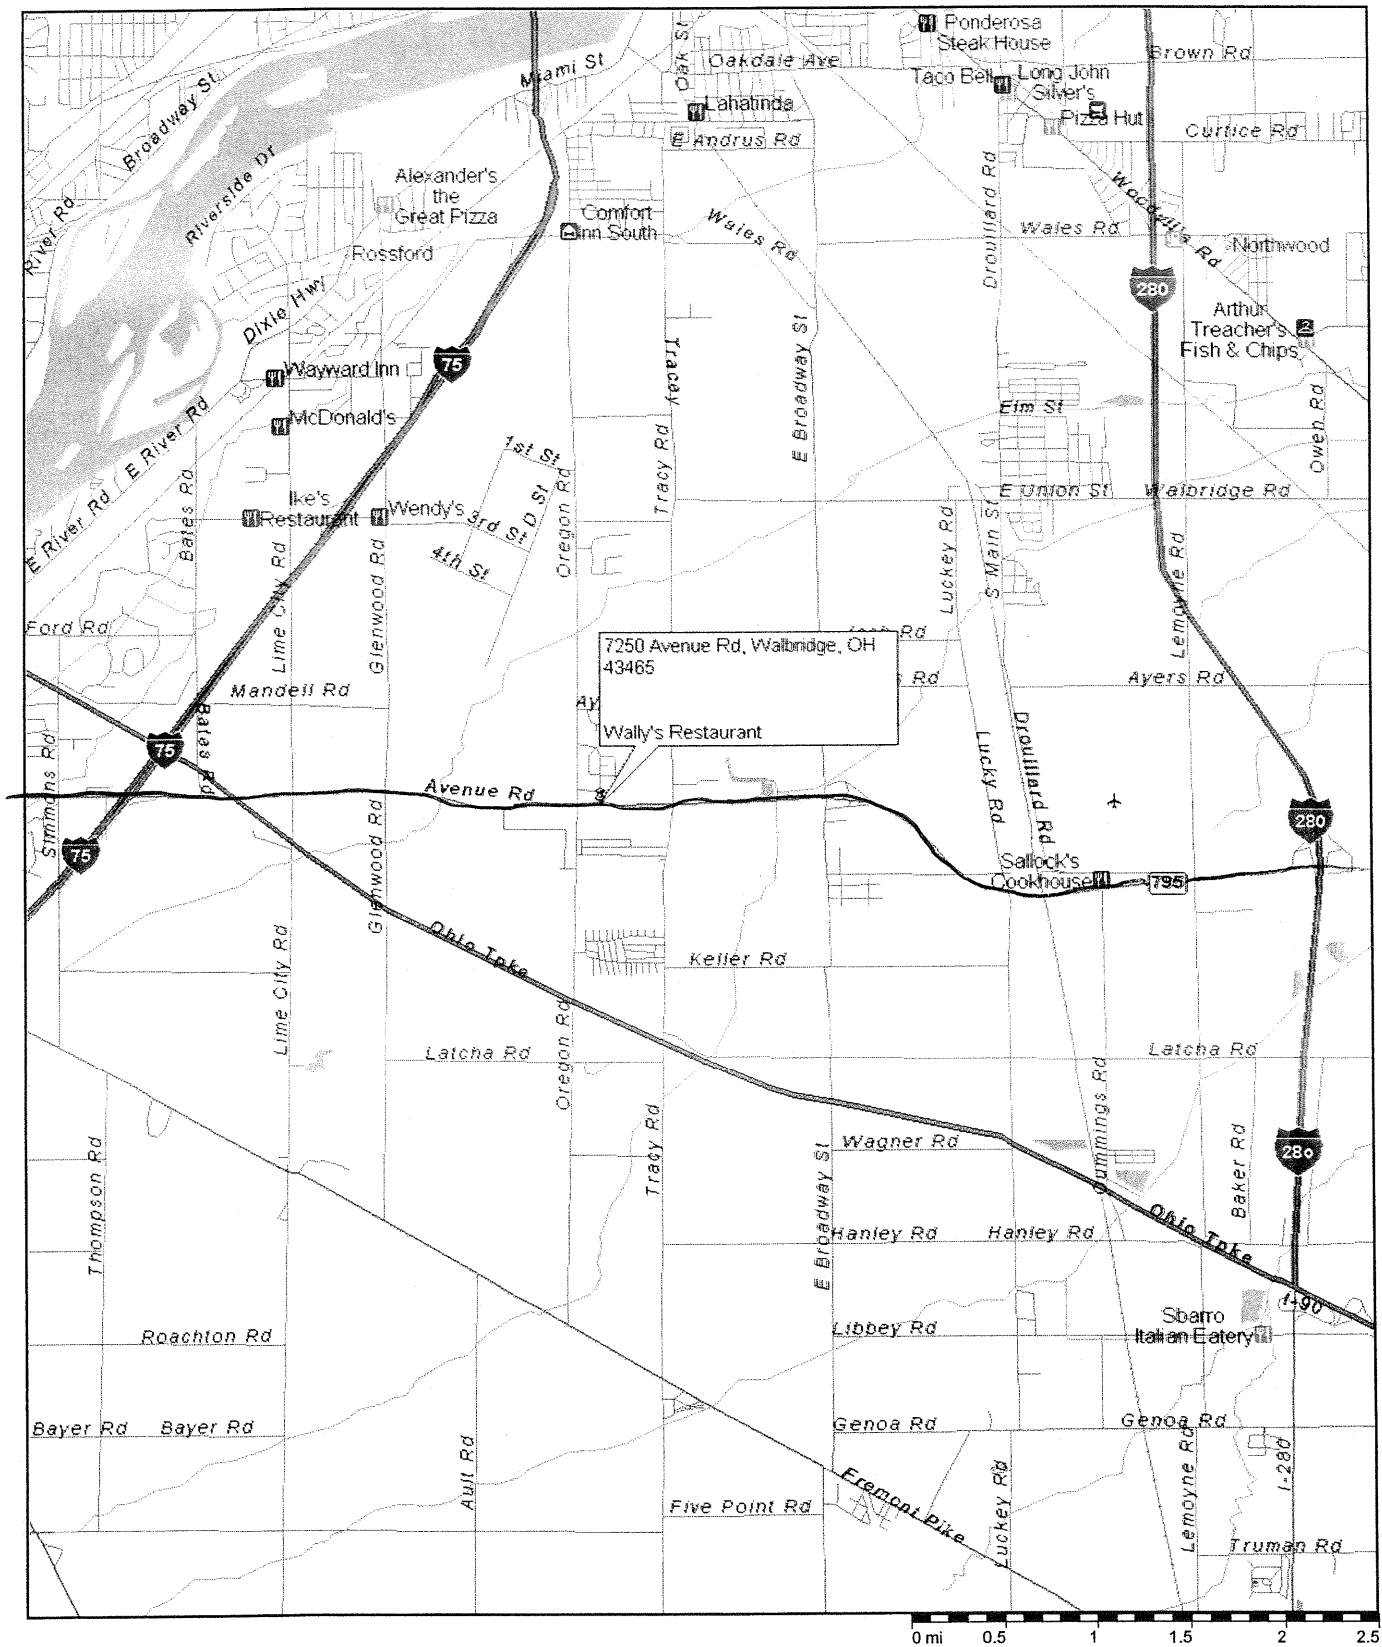 Ponderosa
Steak House
Oak St
Oakdale Ave
Brown Rd
Miami St
Taco Bell
Long John
Silver's
Broadway St
Lahatinda
Pizza Hut
E Andrus Rd
Curtice Rd
Riverside Dr
Alexander's
the
Great Pizza
Drouillard Rd
River Rd
Comfort
Inn South
Wales Rd
Wales Rd
Rossford
Northwood
Dixie Hwy
280
Arthur
Treacher's
Fish & Chips
Wayward Inn
75
Tracey
E Broadway St
McDonald's
Elm St
Owen Rd
E River Rd
1st St
Tracy Rd
Bates Rd
Oregon Rd
D St
E Union St
Walbridge Rd
Ike's
Restaurant
Wendy's
3rd St
E River Rd
4th St
Luckey Rd
S Main St
Lime City Rd
Glenwood Rd
Lemoyne Rd
Ford Rd
Rd
7250 Avenue Rd, Walbridge, OH
43465
Wally's Restaurant
Mandell Rd
Rd
Ayers Rd
Ay
Bates Rd
75
Simmons Rd
Lucky Rd
Drouillard Rd
Avenue Rd
280
75
Sallock's
Cookhouse
795
Glenwood Rd
Ohio Tpke
Keller Rd
Lime City Rd
Oregon Rd
Latcha Rd
Latcha Rd
Cummings Rd
Tracy Rd
Wagner Rd
Baker Rd
280
Thompson Rd
E Broadway St
Hanley Rd
Hanley Rd
Ohio Tpke
I-90
Sbarro
Italian Eatery
Roachton Rd
Libbey Rd
Bayer Rd
Bayer Rd
Genoa Rd
Genoa Rd
Ault Rd
Fremont Pike
Five Point Rd
Luckey Rd
Lemoyne Rd
I-280
Truman Rd
0 mi
0.5
1
1.5
2
2.5